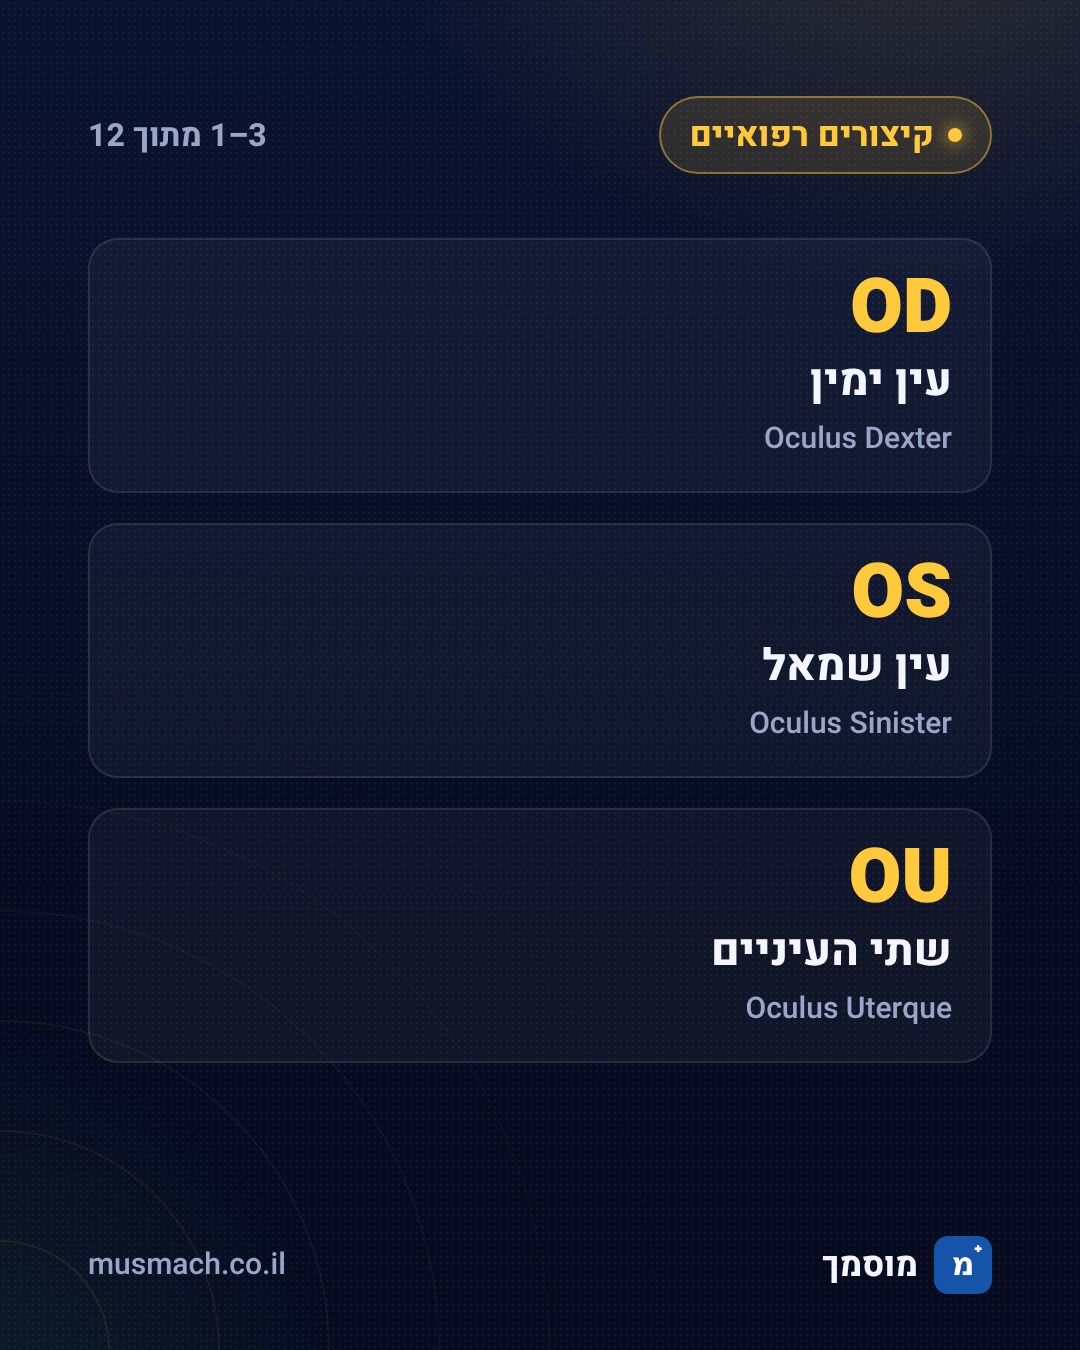 קיצורים רפואיים
1–3 מתוך 12
OD
עין ימין
Oculus Dexter
OS
עין שמאל
Oculus Sinister
OU
שתי העיניים
Oculus Uterque
מ
מוסמך
musmach.co.il